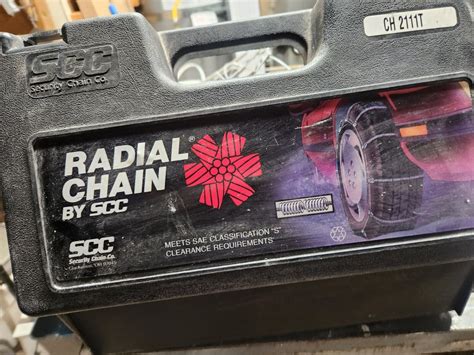 CH 2111T
SCC
Security Chain Co.
RADIAL
CHAIN
BY SCC
®
MEETS SAE CLASSIFICATION "S"
CLEARANCE REQUIREMENTS
SCC
Security Chain Co.